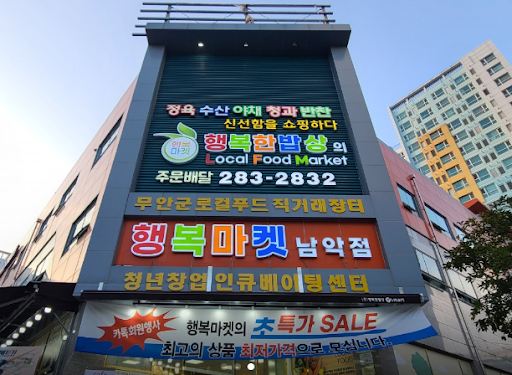 정육 수산 야채 청과 반찬
신선함을 쇼핑하다
행복
마켓
행복한밥상의
Local Food Market
주문배달 283-2832
무안군로컬푸드직거래장터
행복마켓 남악점
청년창업인큐베이팅센터
카톡회원행사
행복마켓의 초특가 SALE
최고의 상품 최저가격으로 모십니다.